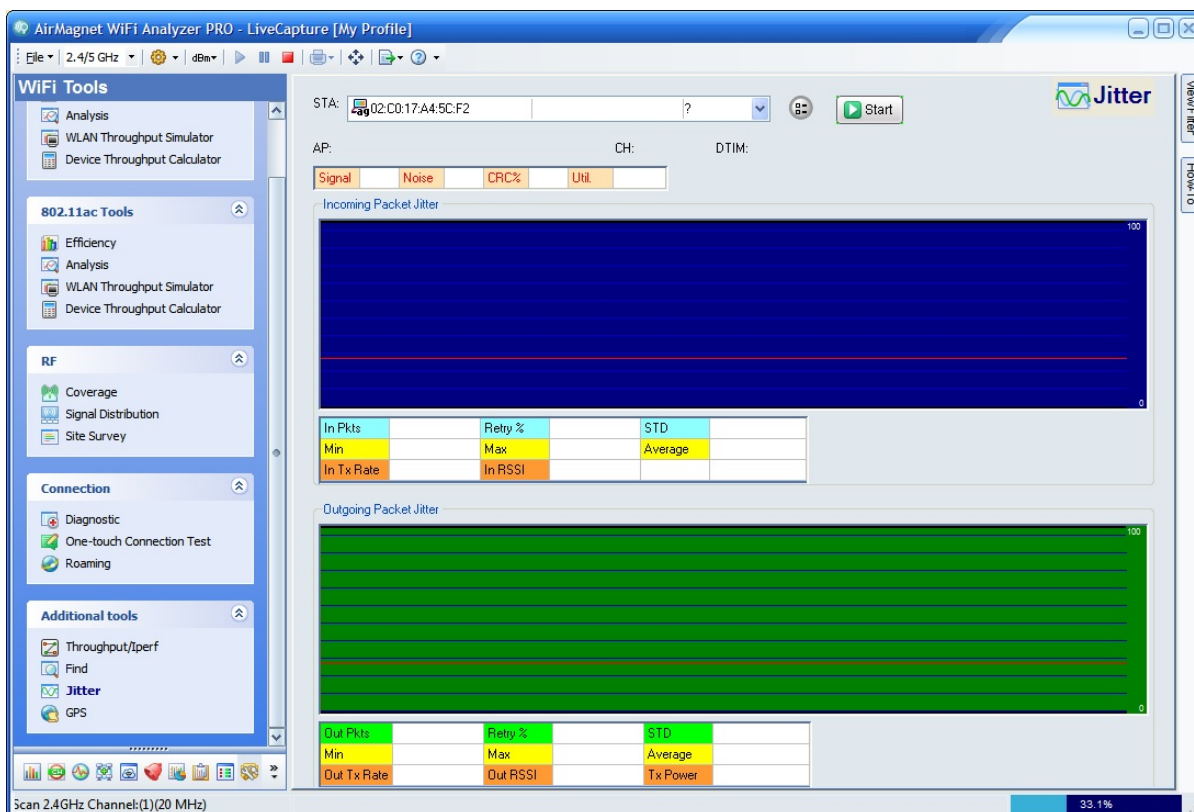 AirMagnet WiFi Analyzer PRO - LiveCapture [My Profile]
File 2.4/5 GHz dBm
WiFi Tools
Analysis
WLAN Throughput Simulator
Device Throughput Calculator
802.11ac Tools
Efficiency
Analysis
WLAN Throughput Simulator
Device Throughput Calculator
RF
Coverage
Signal Distribution
Site Survey
Connection
Diagnostic
One-touch Connection Test
Roaming
Additional tools
Throughput/Iperf
Find
Jitter
GPS
STA: ag 02:C0:17:A4:5C:F2 ? Start
Jitter
AP: CH: DTIM:
Signal Noise CRC% Util.
Incoming Packet Jitter
100
0
In Pkts Retry % STD
Min Max Average
In Tx Rate In RSSI
Outgoing Packet Jitter
100
0
Out Pkts Retry % STD
Min Max Average
Out Tx Rate Out RSSI Tx Power
View Filter
How-To
Scan 2.4GHz Channel:(1)(20 MHz) 33.1%